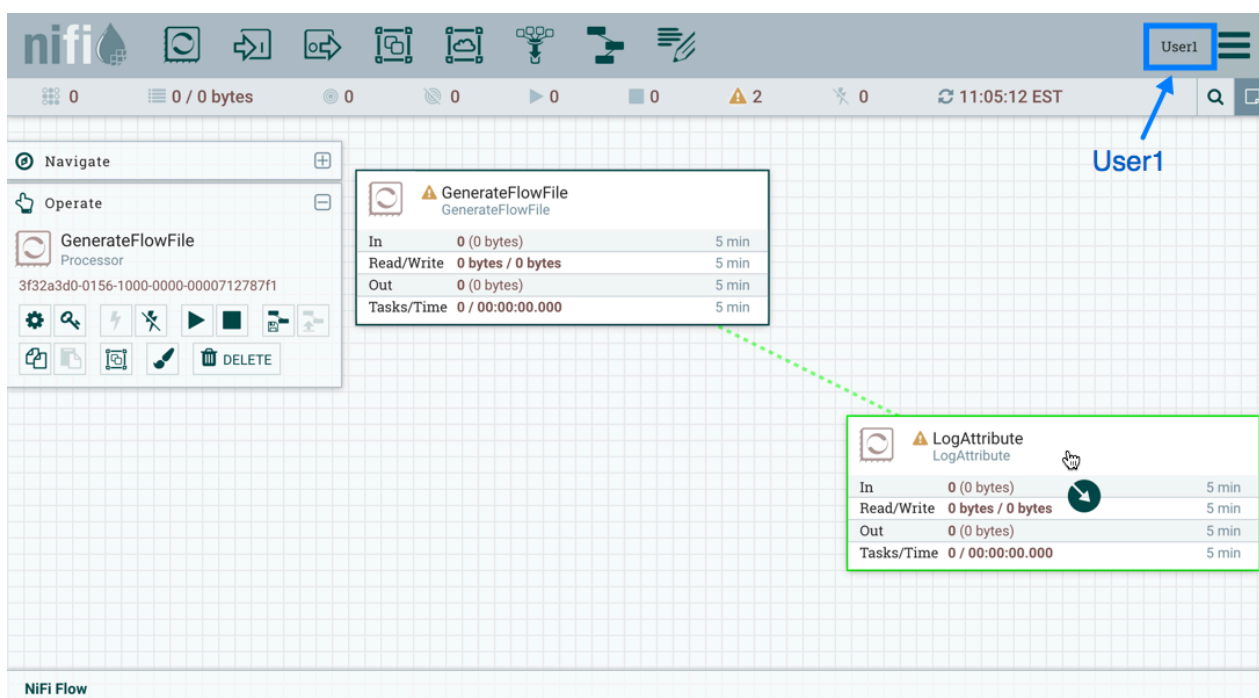 nifi
User1
0
0 / 0 bytes
0
0
0
0
2
0
11:05:12 EST
User1
Navigate
Operate
GenerateFlowFile
Processor
3f32a3d0-0156-1000-0000-0000712787f1
DELETE
GenerateFlowFile
GenerateFlowFile
In 0 (0 bytes) 5 min
Read/Write 0 bytes / 0 bytes 5 min
Out 0 (0 bytes) 5 min
Tasks/Time 0 / 00:00:00.000 5 min
LogAttribute
LogAttribute
In 0 (0 bytes) 5 min
Read/Write 0 bytes / 0 bytes 5 min
Out 0 (0 bytes) 5 min
Tasks/Time 0 / 00:00:00.000 5 min
NiFi Flow